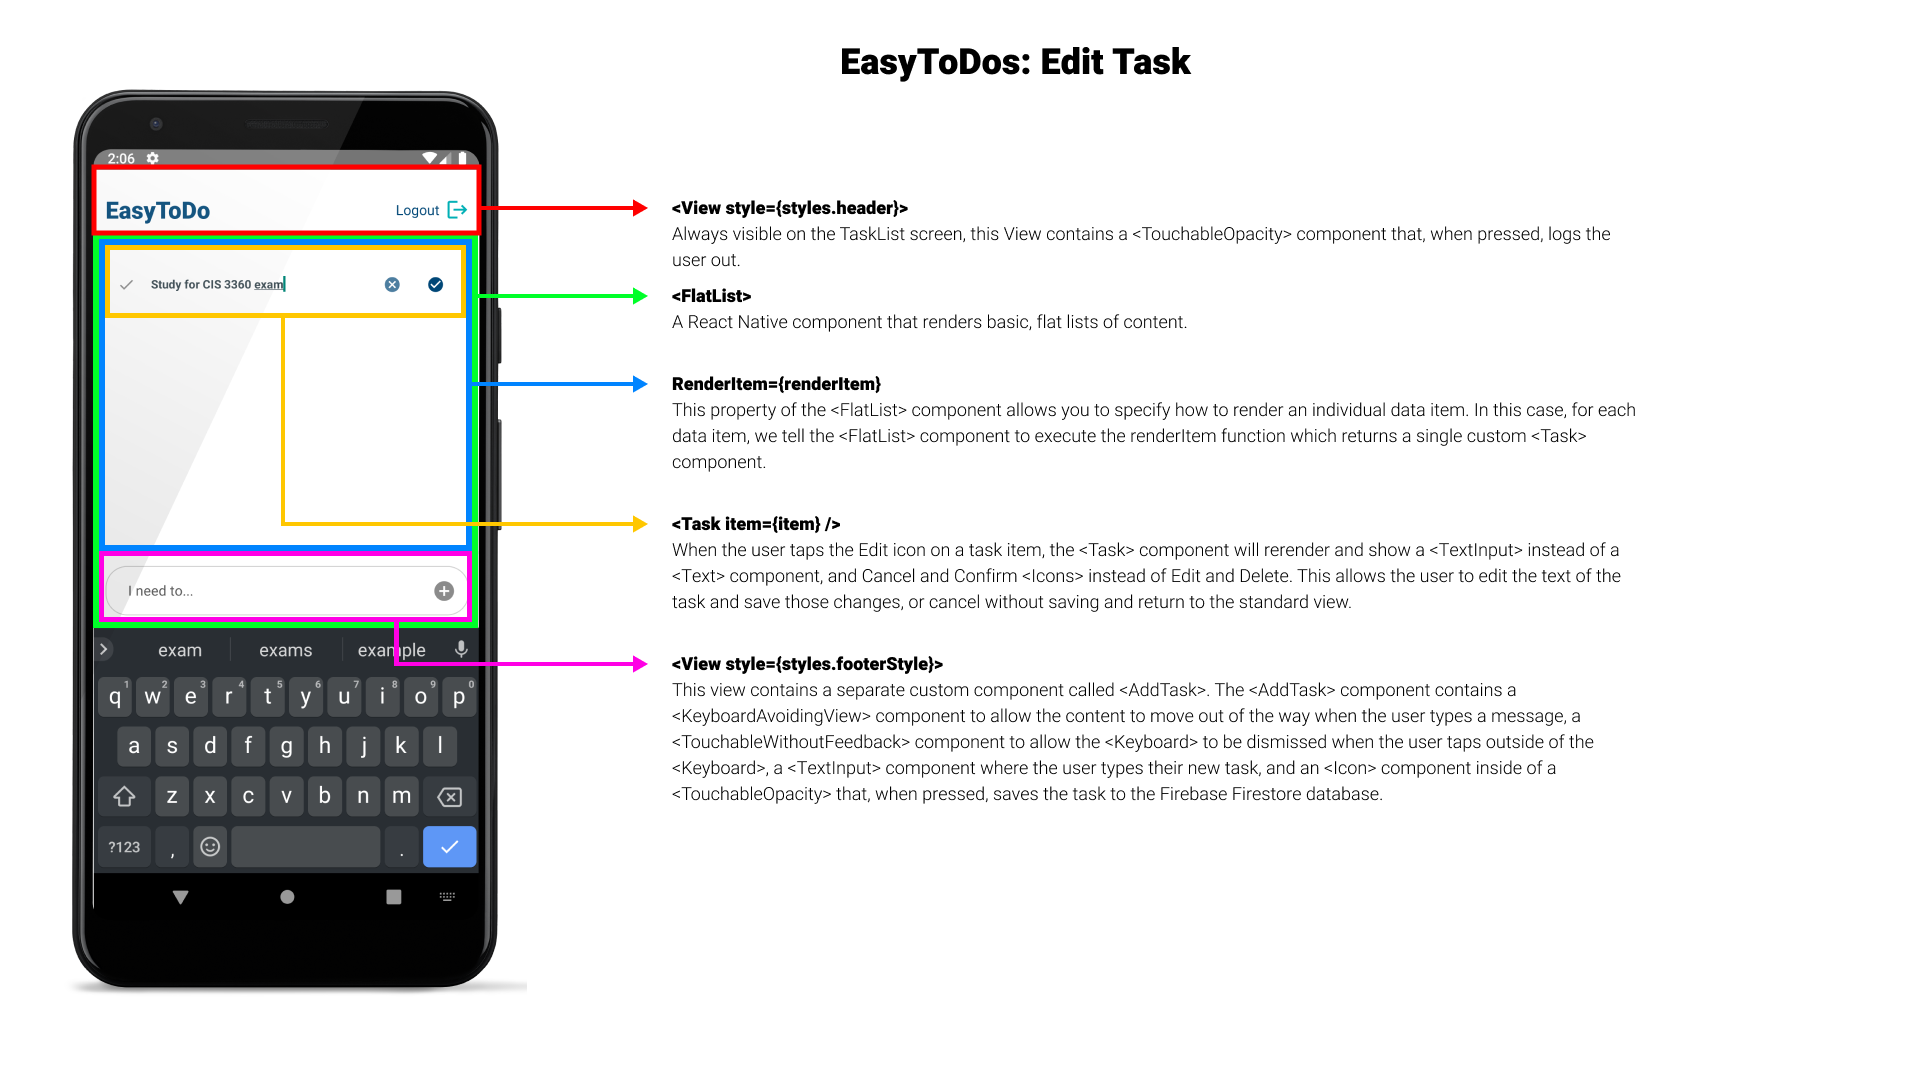 EasyToDos: Edit Task
2:06
EasyToDo
Logout
Study for CIS 3360 exam
I need to...
exam exams example
q1 w2 e3 r4 t5 y6 u7 i8 o9 p0
a s d f g h j k l
z x c v b n m
?123 , .
<View style={styles.header}>
Always visible on the TaskList screen, this View contains a <TouchableOpacity> component that, when pressed, logs the
user out.
<FlatList>
A React Native component that renders basic, flat lists of content.
RenderItem={renderItem}
This property of the <FlatList> component allows you to specify how to render an individual data item. In this case, for each
data item, we tell the <FlatList> component to execute the renderItem function which returns a single custom <Task>
component.
<Task item={item} />
When the user taps the Edit icon on a task item, the <Task> component will rerender and show a <TextInput> instead of a
<Text> component, and Cancel and Confirm <Icons> instead of Edit and Delete. This allows the user to edit the text of the
task and save those changes, or cancel without saving and return to the standard view.
<View style={styles.footerStyle}>
This view contains a separate custom component called <AddTask>. The <AddTask> component contains a
<KeyboardAvoidingView> component to allow the content to move out of the way when the user types a message, a
<TouchableWithoutFeedback> component to allow the <Keyboard> to be dismissed when the user taps outside of the
<Keyboard>, a <TextInput> component where the user types their new task, and an <Icon> component inside of a
<TouchableOpacity> that, when pressed, saves the task to the Firebase Firestore database.